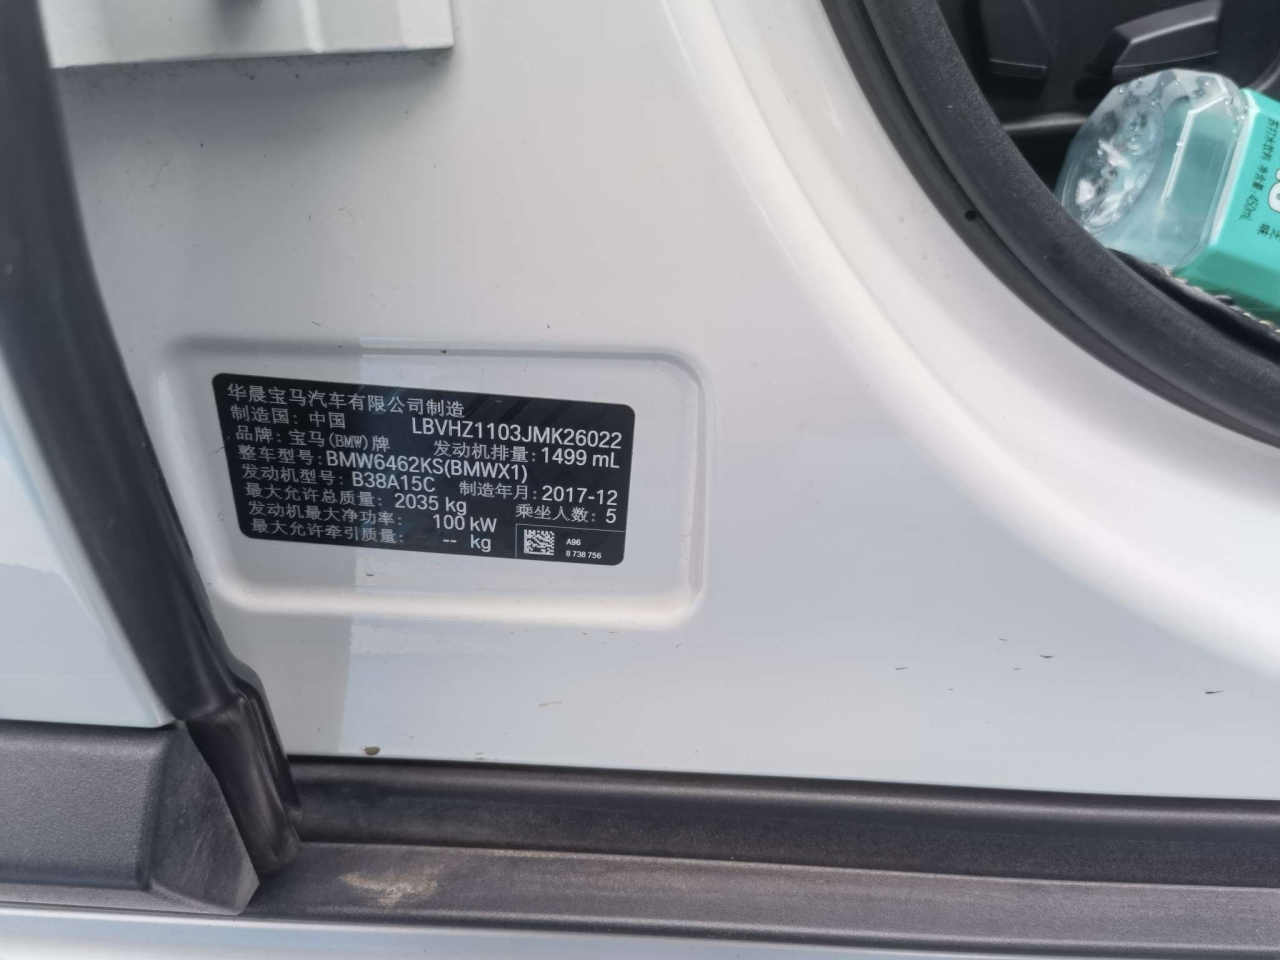 华晨宝马汽车有限公司制造
制造国: 中国 LBVHZ1103JMK26022
品牌: 宝马(BMW)牌 发动机排量: 1499 mL
整车型号: BMW6462KS(BMWX1)
发动机型号: B38A15C 制造年月: 2017-12
最大允许总质量: 2035 kg 乘坐人数: 5
发动机最大净功率: 100 kW
最大允许牵引质量: -- kg
A96
8 738 756
净含量: 450mL